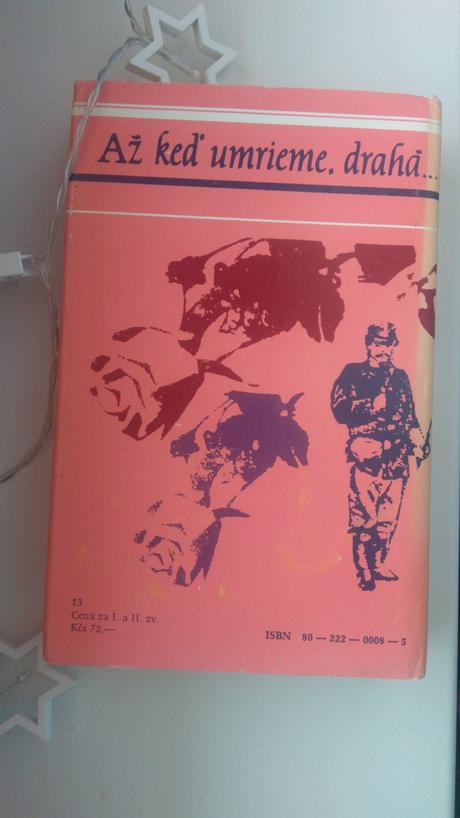 Až keď umrieme, drahá...
13
Cena za I. a II. zv.
Kčs 72,—
ISBN 80 — 222 — 0008 — 5